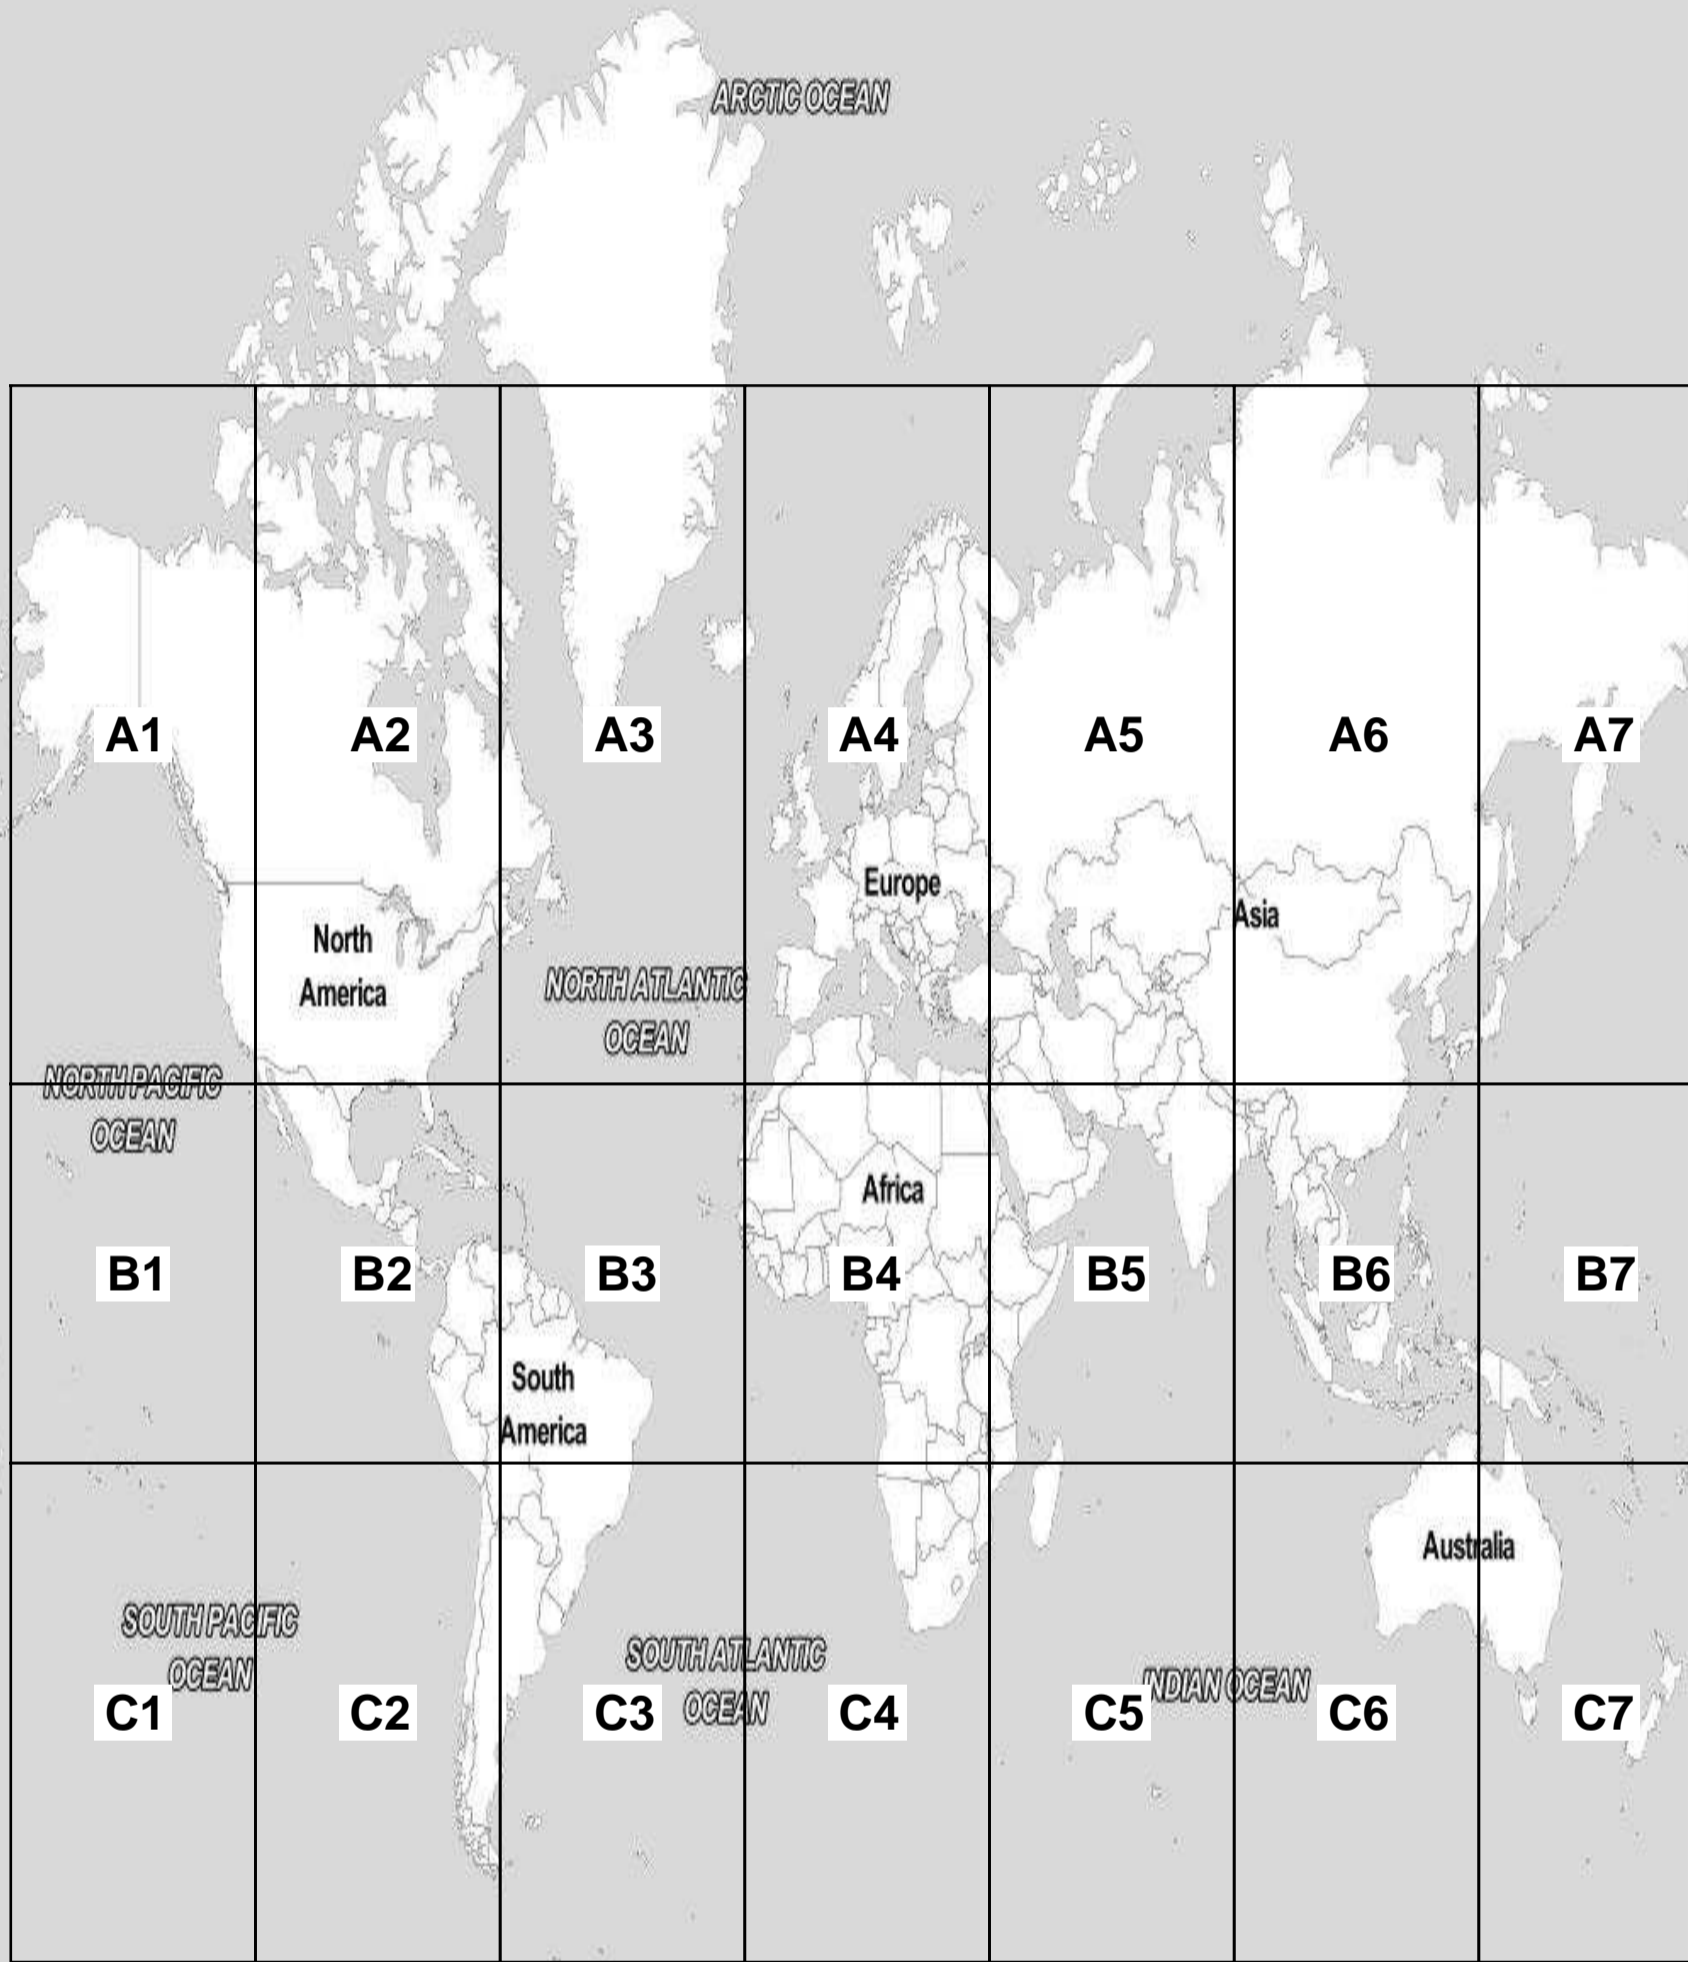 ARCTIC OCEAN
A1
A2
A3
A4
A5
A6
A7
Europe
Asia
North
America
NORTH ATLANTIC
OCEAN
NORTH PACIFIC
OCEAN
Africa
B1
B2
B3
B4
B5
B6
B7
South
America
Australia
SOUTH PACIFIC
OCEAN
SOUTH ATLANTIC
OCEAN
INDIAN OCEAN
C1
C2
C3
C4
C5
C6
C7